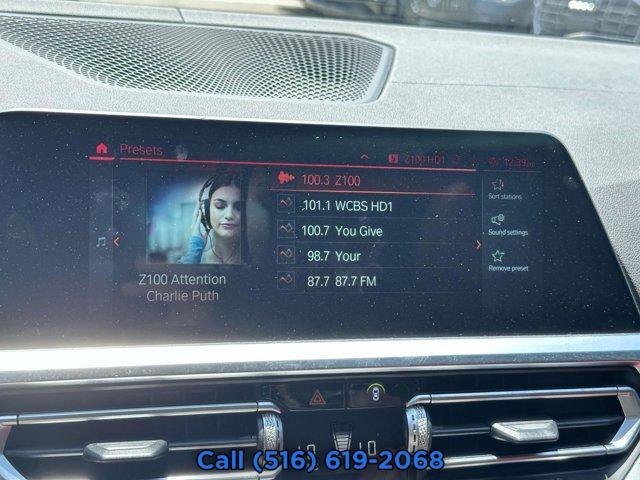 Presets
Z100 HD1
12:39
100.3 Z100
101.1 WCBS HD1
100.7 You Give
98.7 Your
87.7 87.7 FM
Z100 Attention
Charlie Puth
Sort stations
Sound settings
Remove preset
Call (516) 619-2068